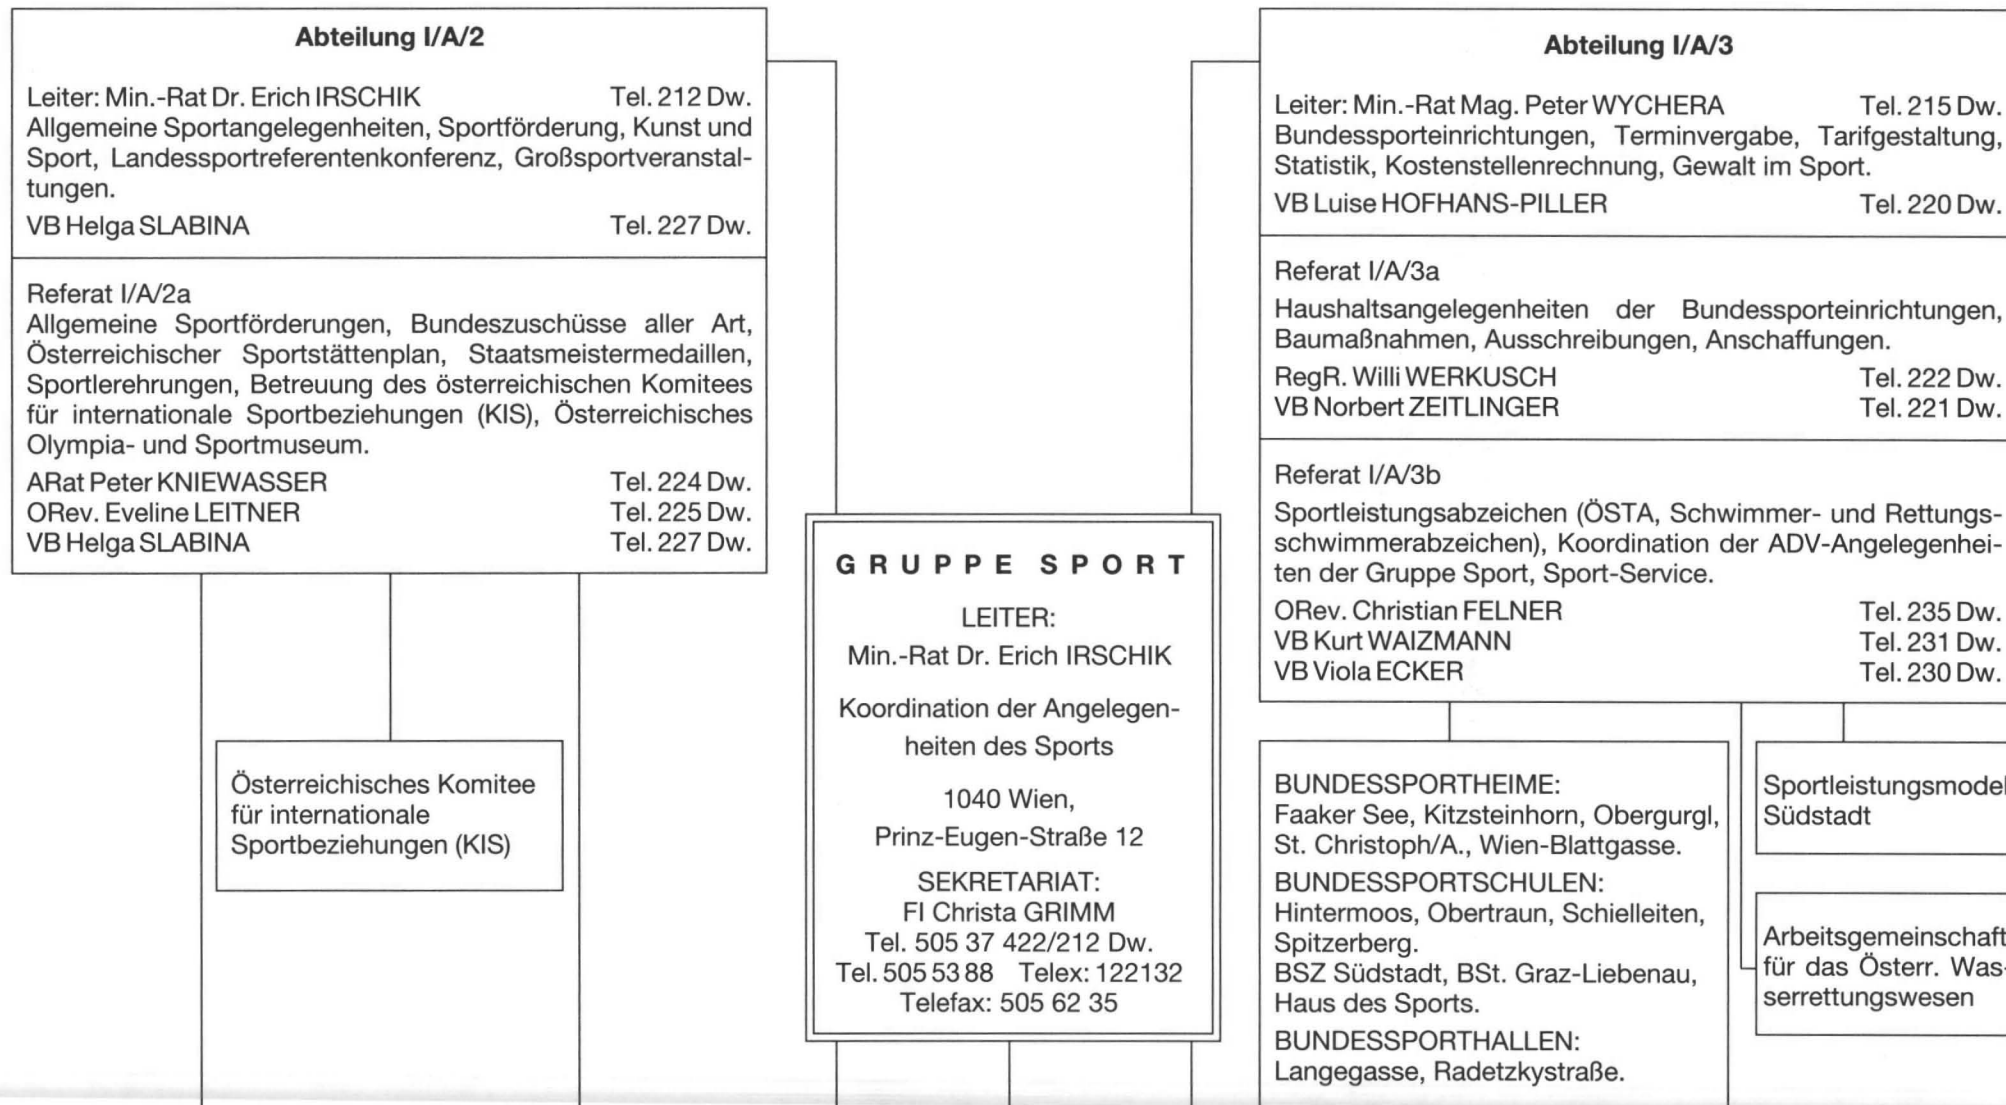 Abteilung I/A/2
Leiter: Min.-Rat Dr. Erich IRSCHIK Tel. 212 Dw.
Allgemeine Sportangelegenheiten, Sportförderung, Kunst und
Sport, Landessportreferentenkonferenz, Großsportveranstal-
tungen.
VB Helga SLABINA Tel. 227 Dw.
Referat I/A/2a
Allgemeine Sportförderungen, Bundeszuschüsse aller Art,
Österreichischer Sportstättenplan, Staatsmeistermedaillen,
Sportlerehrungen, Betreuung des österreichischen Komitees
für internationale Sportbeziehungen (KIS), Österreichisches
Olympia- und Sportmuseum.
ARat Peter KNIEWASSER Tel. 224 Dw.
ORev. Eveline LEITNER Tel. 225 Dw.
VB Helga SLABINA Tel. 227 Dw.
Österreichisches Komitee
für internationale
Sportbeziehungen (KIS)
GRUPPE SPORT
LEITER:
Min.-Rat Dr. Erich IRSCHIK
Koordination der Angelegen-
heiten des Sports
1040 Wien,
Prinz-Eugen-Straße 12
SEKRETARIAT:
FI Christa GRIMM
Tel. 505 37 422/212 Dw.
Tel. 505 53 88 Telex: 122132
Telefax: 505 62 35
Abteilung I/A/3
Leiter: Min.-Rat Mag. Peter WYCHERA Tel. 215 Dw.
Bundessporteinrichtungen, Terminvergabe, Tarifgestaltung,
Statistik, Kostenstellenrechnung, Gewalt im Sport.
VB Luise HOFHANS-PILLER Tel. 220 Dw.
Referat I/A/3a
Haushaltsangelegenheiten der Bundessporteinrichtungen,
Baumaßnahmen, Ausschreibungen, Anschaffungen.
RegR. Willi WERKUSCH Tel. 222 Dw.
VB Norbert ZEITLINGER Tel. 221 Dw.
Referat I/A/3b
Sportleistungsabzeichen (ÖSTA, Schwimmer- und Rettungs-
schwimmerabzeichen), Koordination der ADV-Angelegenhei-
ten der Gruppe Sport, Sport-Service.
ORev. Christian FELNER Tel. 235 Dw.
VB Kurt WAIZMANN Tel. 231 Dw.
VB Viola ECKER Tel. 230 Dw.
BUNDESSPORTHEIME:
Faaker See, Kitzsteinhorn, Obergurgl,
St. Christoph/A., Wien-Blattgasse.
BUNDESSPORTSCHULEN:
Hintermoos, Obertraun, Schielleiten,
Spitzerberg.
BSZ Südstadt, BSt. Graz-Liebenau,
Haus des Sports.
BUNDESSPORTHALLEN:
Langegasse, Radetzkystraße.
Sportleistungsmodel
Südstadt
Arbeitsgemeinschaft
für das Österr. Was-
serrettungswesen